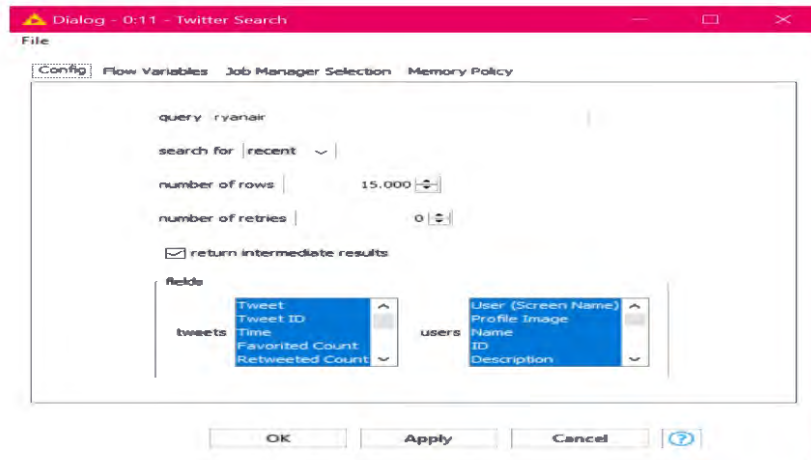 Dialog - 0:11 - Twitter Search
File
Config Flow Variables Job Manager Selection Memory Policy
query ryanair
search for recent
number of rows 15.000
number of retries 0
return intermediate results
fields
tweets
Tweet
Tweet ID
Time
Favorited Count
Retweeted Count
users
User (Screen Name)
Profile Image
Name
ID
Description
OK Apply Cancel ?